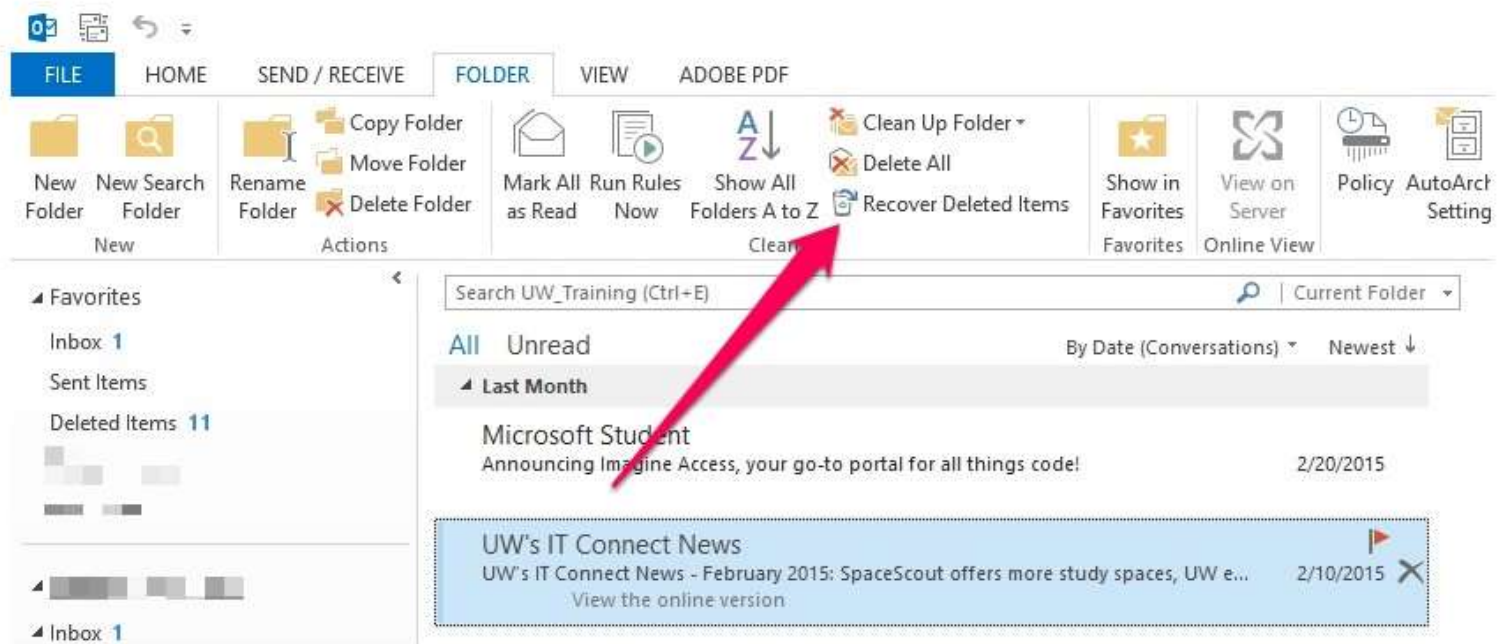 FILE HOME SEND / RECEIVE FOLDER VIEW ADOBE PDF
New Folder
New Search Folder
New
Rename Folder
Copy Folder
Move Folder
Delete Folder
Actions
Mark All as Read
Run Rules Now
Show All Folders A to Z
Clean Up Folder
Delete All
Recover Deleted Items
Clean
Show in Favorites
Favorites
View on Server
Online View
Policy
AutoArch
Setting
Favorites
Inbox 1
Sent Items
Deleted Items 11
Inbox 1
Search UW_Training (Ctrl+E) Current Folder
All Unread By Date (Conversations) Newest ↓
Last Month
Microsoft Student
Announcing Imagine Access, your go-to portal for all things code! 2/20/2015
UW's IT Connect News
UW's IT Connect News - February 2015: SpaceScout offers more study spaces, UW e... 2/10/2015
View the online version